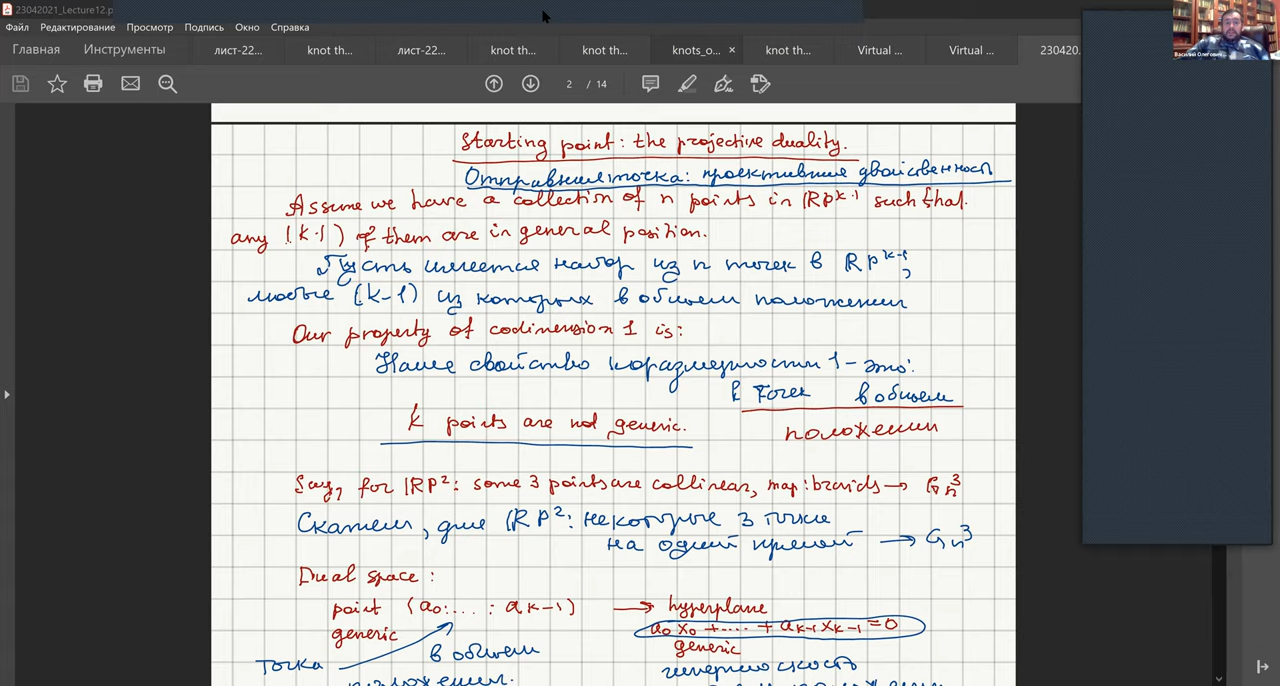 23042021_Lecture12.p
Файл Редактирование Просмотр Подпись Окно Справка
Главная Инструменты лист-22... knot th... лист-22... knot th... knot th... knots_o... × knot th... Virtual ... Virtual ... 230420.
2 / 14
Василий Олегович
Starting point: the projective duality.
Отправная точка: проективная двойственность
Assume we have a collection of n points in RP^{k-1} such that
any (k-1) of them are in general position.
Пусть имеется набор из n точек в RP^{k-1},
любые (k-1) из которых в общем положении
Our property of codimension 1 is:
Наше свойство коразмерности 1 - это:
k точек в общем
k points are not generic.
положении
Say, for RP²: some 3 points are collinear, map: braids → G_n^3
Скажем, для RP²: некоторые 3 точки
на одной прямой → G_n^3
Dual space:
point (a₀:...: a_{k-1}) → hyperplane
a₀x₀ + ... + a_{k-1}x_{k-1} = 0
generic generic
точка в общем гиперплоскость
положении.